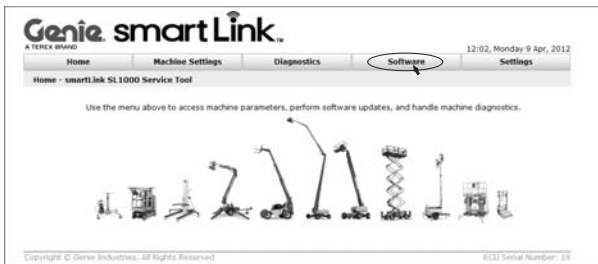 Genie smartLink™
A TEREX BRAND
12:02, Monday 9 Apr, 2012
Home Machine Settings Diagnostics Software Settings
Home - smartLink SL1000 Service Tool
Use the menu above to access machine parameters, perform software updates, and handle machine diagnostics.
Copyright © Genie Industries. All Rights Reserved ECU Serial Number: 19